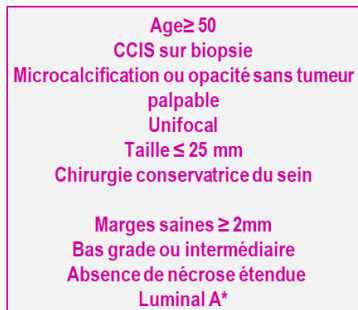 Age≥ 50
CCIS sur biopsie
Microcalcification ou opacité sans tumeur
palpable
Unifocal
Taille ≤ 25 mm
Chirurgie conservatrice du sein
Marges saines ≥ 2mm
Bas grade ou intermédiaire
Absence de nécrose étendue
Luminal A*